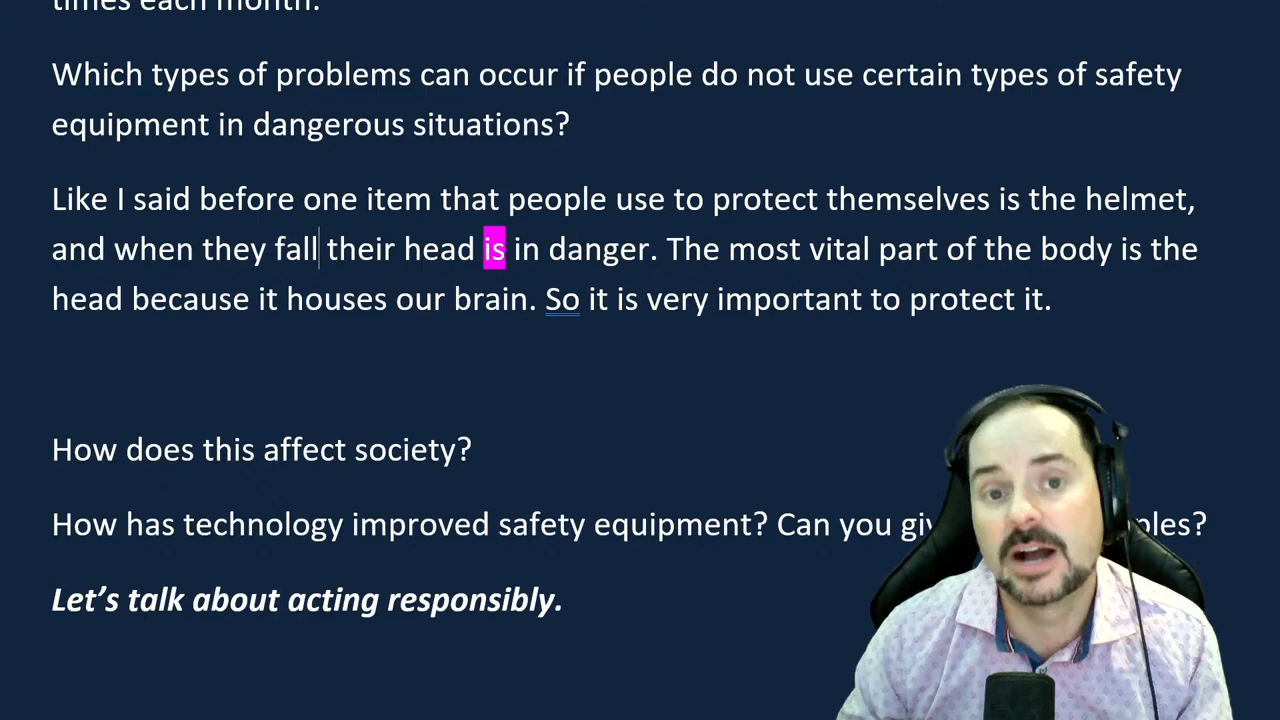 times each month.
Which types of problems can occur if people do not use certain types of safety
equipment in dangerous situations?
Like I said before one item that people use to protect themselves is the helmet,
and when they fall their head is in danger. The most vital part of the body is the
head because it houses our brain. So it is very important to protect it.
How does this affect society?
How has technology improved safety equipment? Can you
Let's talk about acting responsibly.